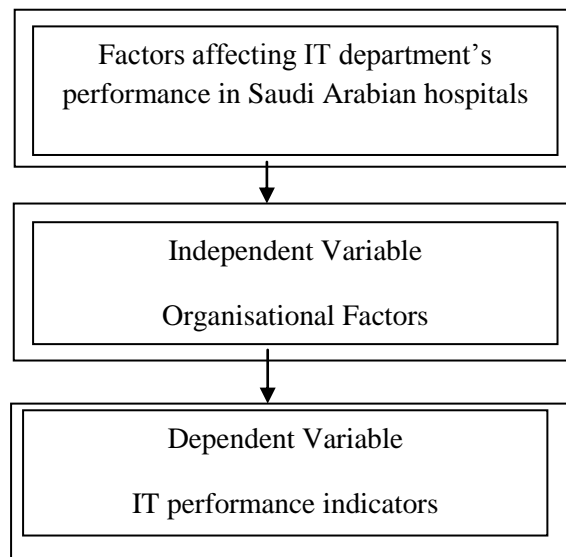 Factors affecting IT department’s
performance in Saudi Arabian hospitals
Independent Variable
Organisational Factors
Dependent Variable
IT performance indicators